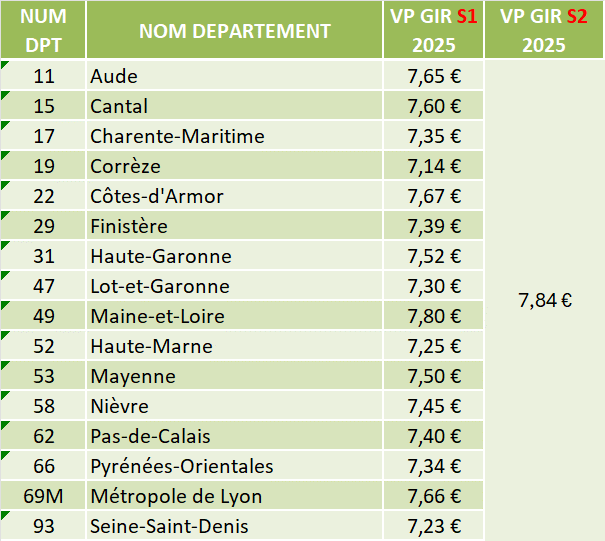 NUM DPT NOM DEPARTEMENT VP GIR S1 2025 VP GIR S2 2025
11 Aude 7,65 €
15 Cantal 7,60 €
17 Charente-Maritime 7,35 €
19 Corrèze 7,14 €
22 Côtes-d'Armor 7,67 €
29 Finistère 7,39 €
31 Haute-Garonne 7,52 €
47 Lot-et-Garonne 7,30 €
7,84 €
49 Maine-et-Loire 7,80 €
52 Haute-Marne 7,25 €
53 Mayenne 7,50 €
58 Nièvre 7,45 €
62 Pas-de-Calais 7,40 €
66 Pyrénées-Orientales 7,34 €
69M Métropole de Lyon 7,66 €
93 Seine-Saint-Denis 7,23 €